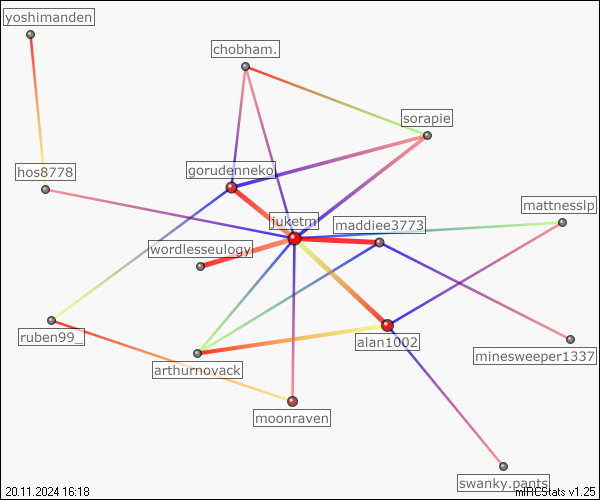 yoshimanden
chobham.
sorapie
hos8778
gorudenneko
mattnesslp
juketm
maddiee3773
wordlesseulogy
ruben99_
alan1002
minesweeper1337
arthurnovack
moonraven
swanky.pants
20.11.2024 16:18
mIRCStats v1.25